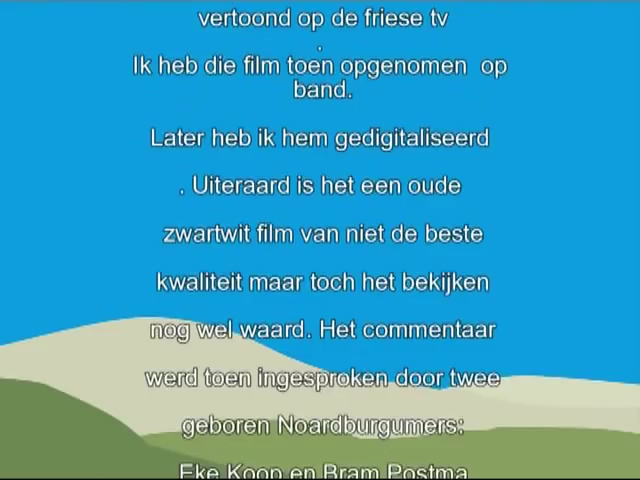 vertoond op de friese tv
.
Ik heb die film toen opgenomen  op
band.
Later heb ik hem gedigitaliseerd
. Uiteraard is het een oude
zwartwit film van niet de beste
kwaliteit maar toch het bekijken
nog wel waard. Het commentaar
werd toen ingesproken door twee
geboren Noardburgumers:
Eke Koop en Bram Postma